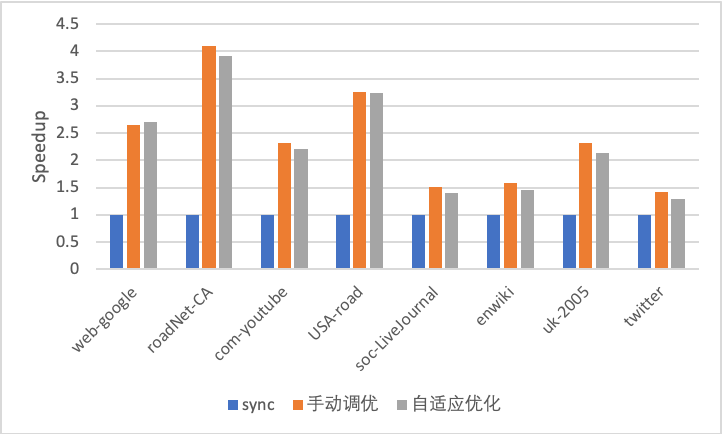 Speedup
4.5
4
3.5
3
2.5
2
1.5
1
0.5
0
web-google
roadNet-CA
com-youtube
USA-road
soc-LiveJournal
enwiki
uk-2005
twitter
sync 手动调优 自适应优化